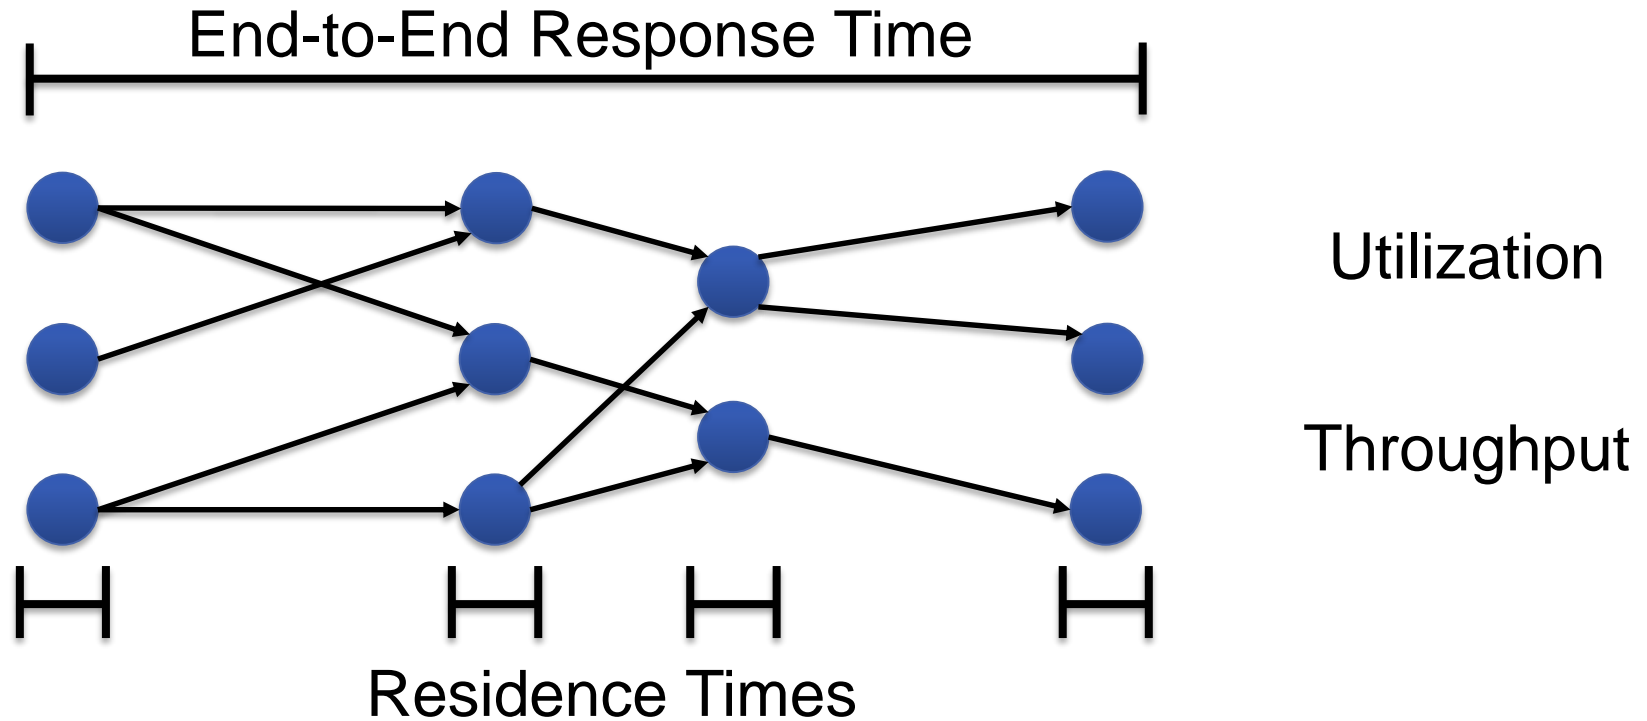 End-to-End Response Time
Utilization
Throughput
Residence Times